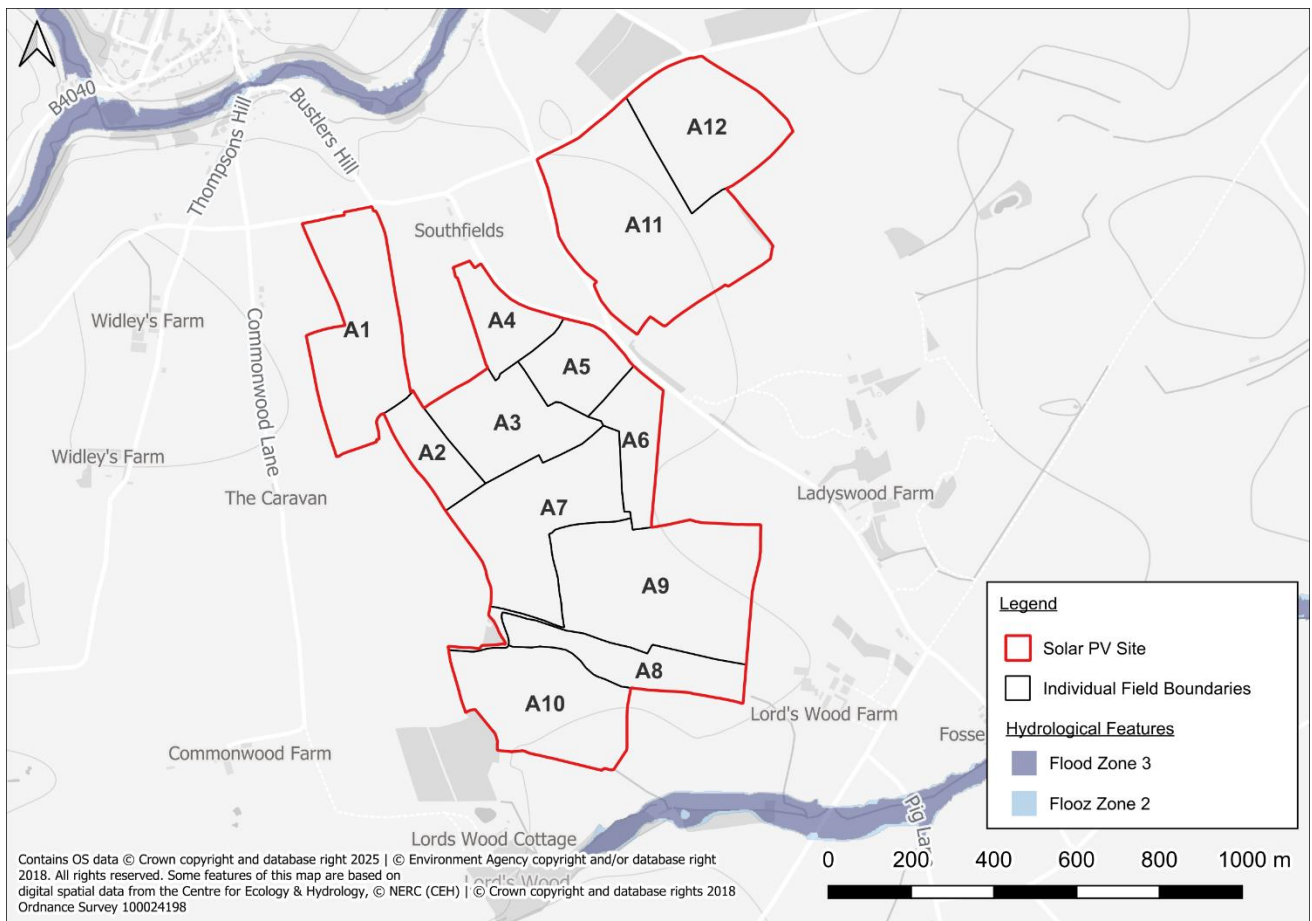 B4040
Thompsons Hill
Bustlers Hill
A12
A11
Southfields
A4
A1
Widley's Farm
Commonwood Lane
A5
A3
A6
A2
Widley's Farm
The Caravan
Ladyswood Farm
A7
A9
A8
A10
Lord's Wood Farm
Fosse
Commonwood Farm
Pig Lan
Lords Wood Cottage
Lord's Wood
Legend
Solar PV Site
Individual Field Boundaries
Hydrological Features
Flood Zone 3
Flooz Zone 2
0 200 400 600 800 1000 m
Contains OS data © Crown copyright and database right 2025 | © Environment Agency copyright and/or database right
2018. All rights reserved. Some features of this map are based on
digital spatial data from the Centre for Ecology & Hydrology, © NERC (CEH) | © Crown copyright and database rights 2018
Ordnance Survey 100024198